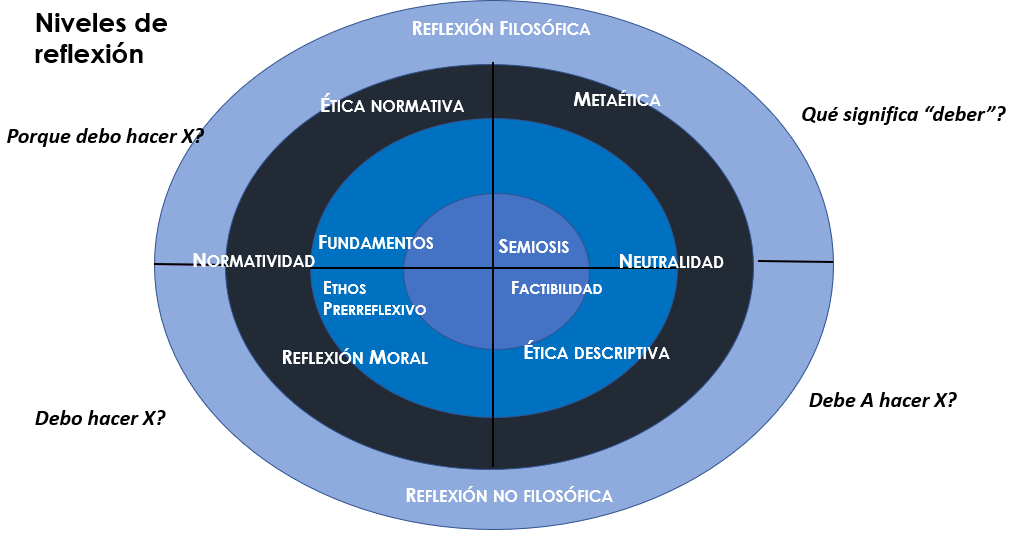 Niveles de
reflexión
REFLEXIÓN FILOSÓFICA
ÉTICA NORMATIVA
METAÉTICA
Porque debo hacer X?
Qué significa “deber”?
FUNDAMENTOS
SEMIOSIS
NORMATIVIDAD
NEUTRALIDAD
ETHOS
PRERREFLEXIVO
FACTIBILIDAD
REFLEXIÓN MORAL
ÉTICA DESCRIPTIVA
Debo hacer X?
Debe A hacer X?
REFLEXIÓN NO FILOSÓFICA